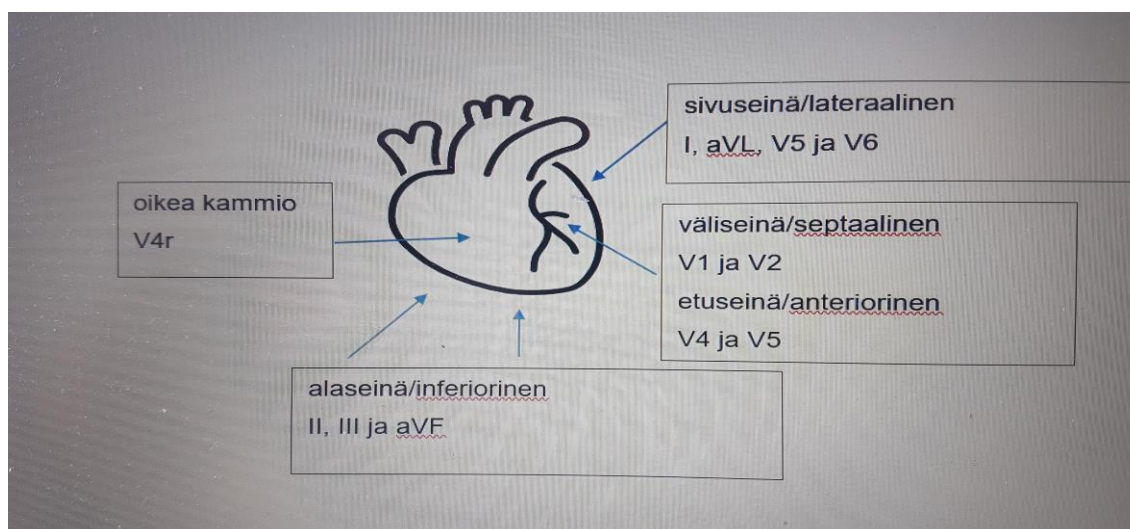 sivuseinä/lateraalinen
I, aVL, V5 ja V6
oikea kammio
V4r
väliseinä/septaalinen
V1 ja V2
etuseinä/anteriorinen
V4 ja V5
alaseinä/inferiorinen
II, III ja aVF